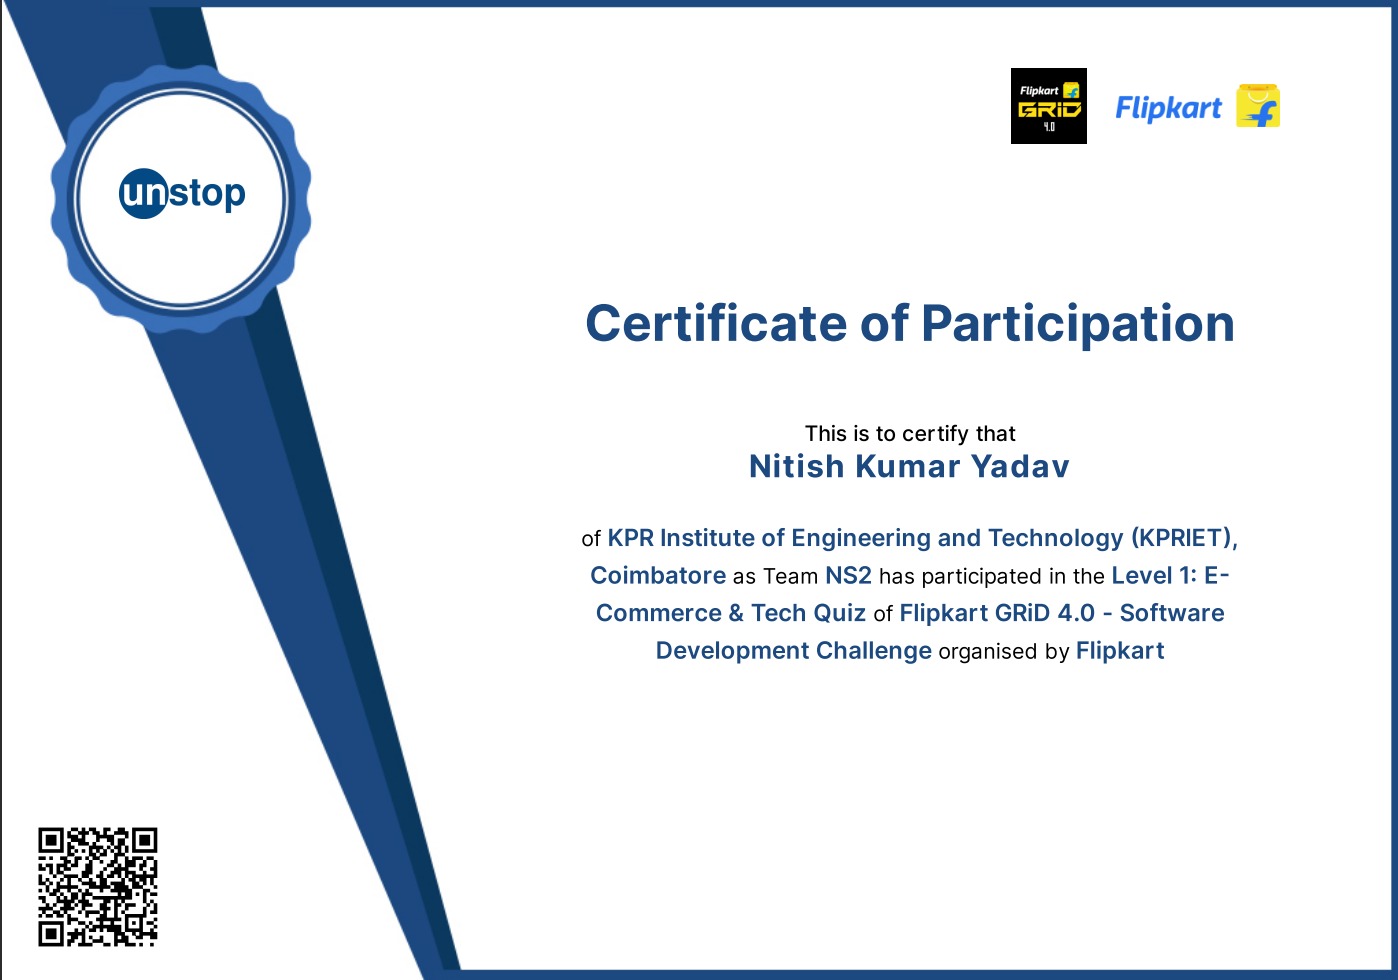 Flipkart
GRiD
4.0
Flipkart
unstop
Certificate of Participation
This is to certify that
Nitish Kumar Yadav
of KPR Institute of Engineering and Technology (KPRIET),
Coimbatore as Team NS2 has participated in the Level 1: E-
Commerce & Tech Quiz of Flipkart GRiD 4.0 - Software
Development Challenge organised by Flipkart